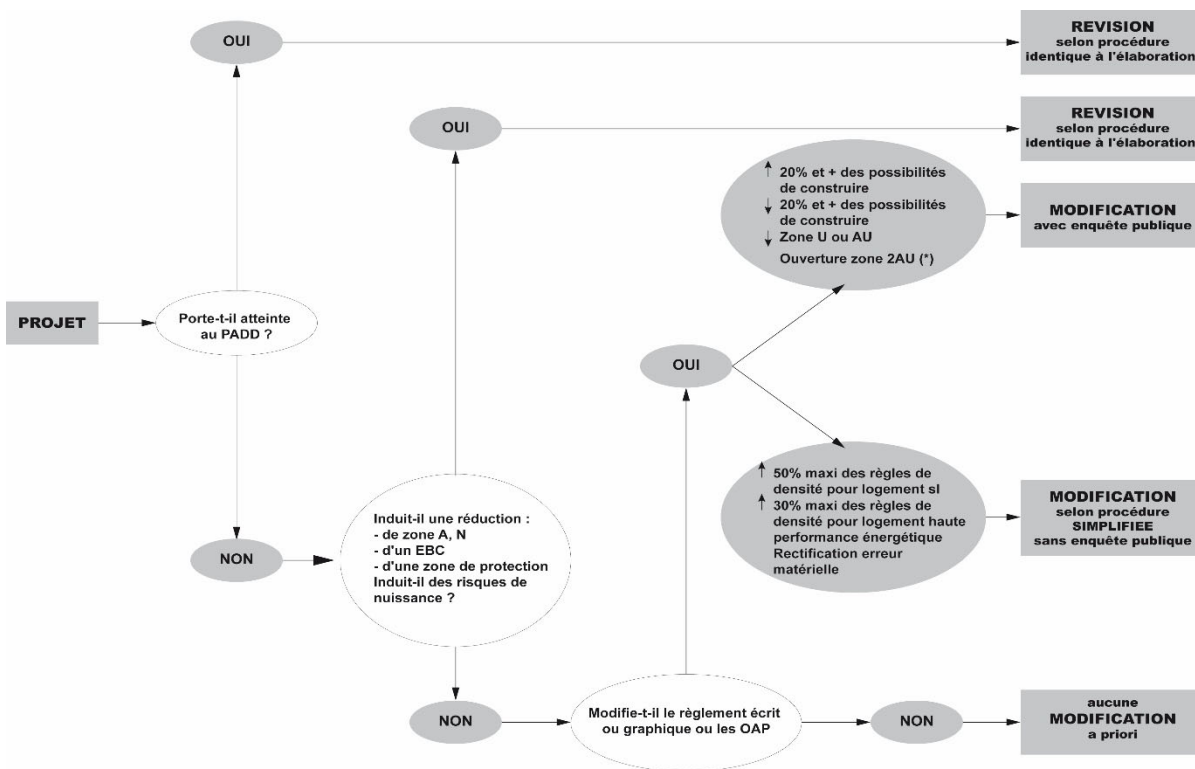 OUI
REVISION
selon procédure
identique à l'élaboration
OUI
REVISION
selon procédure
identique à l'élaboration
20% et + des possibilités
de construire
20% et + des possibilités
de construire
Zone U ou AU
Ouverture zone 2AU (*)
MODIFICATION
avec enquête publique
PROJET
Porte-t-il atteinte
au PADD ?
OUI
50% maxi des règles de
densité pour logement sl
30% maxi des règles de
densité pour logement haute
performance énergétique
Rectification erreur
matérielle
MODIFICATION
selon procédure
SIMPLIFIEE
sans enquête publique
NON
Induit-il une réduction :
- de zone A, N
- d'un EBC
- d'une zone de protection
Induit-il des risques de
nuissance ?
NON
Modifie-t-il le règlement écrit
ou graphique ou les OAP
NON
aucune
MODIFICATION
a priori